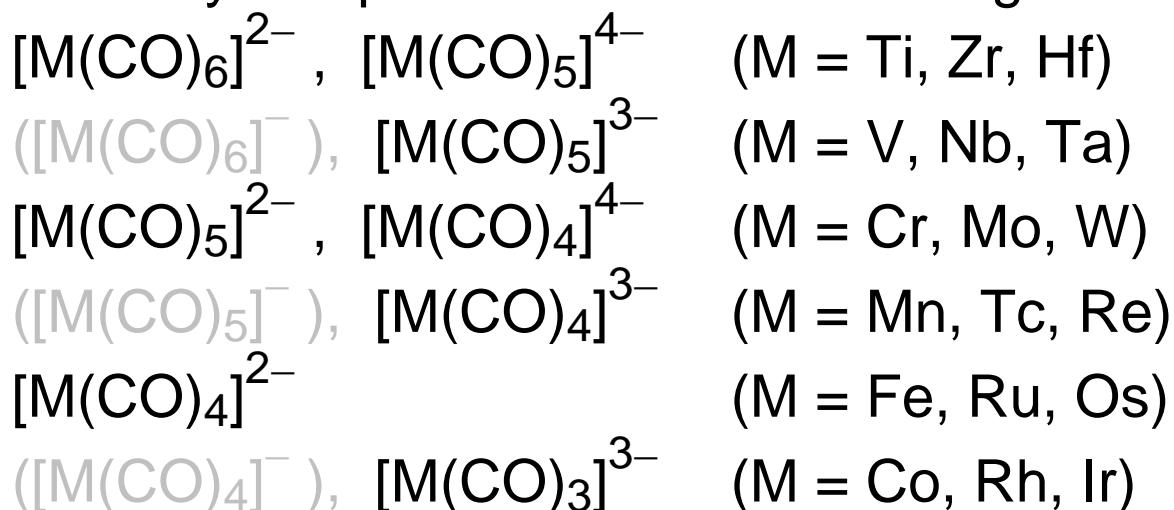 [M(CO)₆]²⁻ , [M(CO)₅]⁴⁻ (M = Ti, Zr, Hf)
([M(CO)₆]⁻ ), [M(CO)₅]³⁻ (M = V, Nb, Ta)
[M(CO)₅]²⁻ , [M(CO)₄]⁴⁻ (M = Cr, Mo, W)
([M(CO)₅]⁻ ), [M(CO)₄]³⁻ (M = Mn, Tc, Re)
[M(CO)₄]²⁻ (M = Fe, Ru, Os)
([M(CO)₄]⁻ ), [M(CO)₃]³⁻ (M = Co, Rh, Ir)